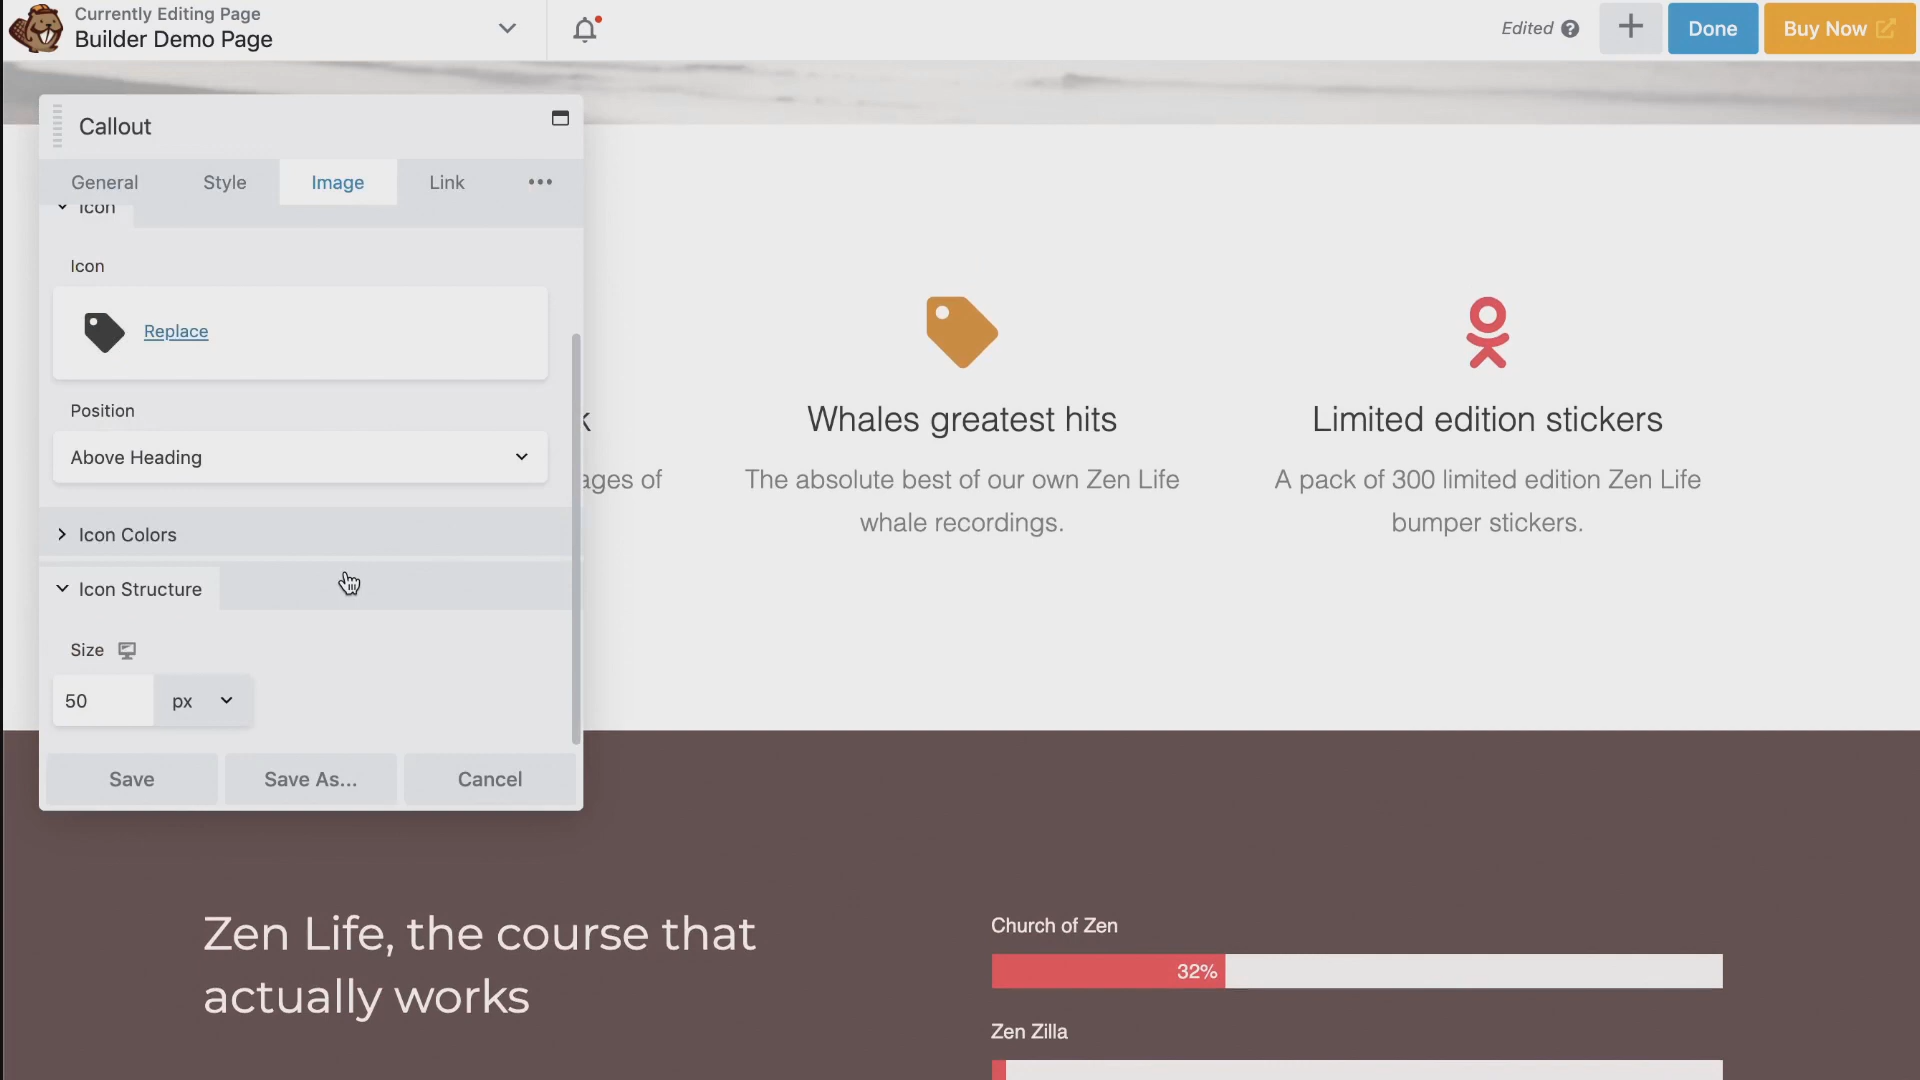 Currently Editing Page
Builder Demo Page
Edited
Done
Buy Now
Callout
General
Style
Image
Link
Icon
Icon
Replace
Position
Above Heading
Icon Colors
Icon Structure
Size
50
px
Save
Save As...
Cancel
k
ages of
Whales greatest hits
The absolute best of our own Zen Life
whale recordings.
Limited edition stickers
A pack of 300 limited edition Zen Life
bumper stickers.
Zen Life, the course that
actually works
Church of Zen
32%
Zen Zilla